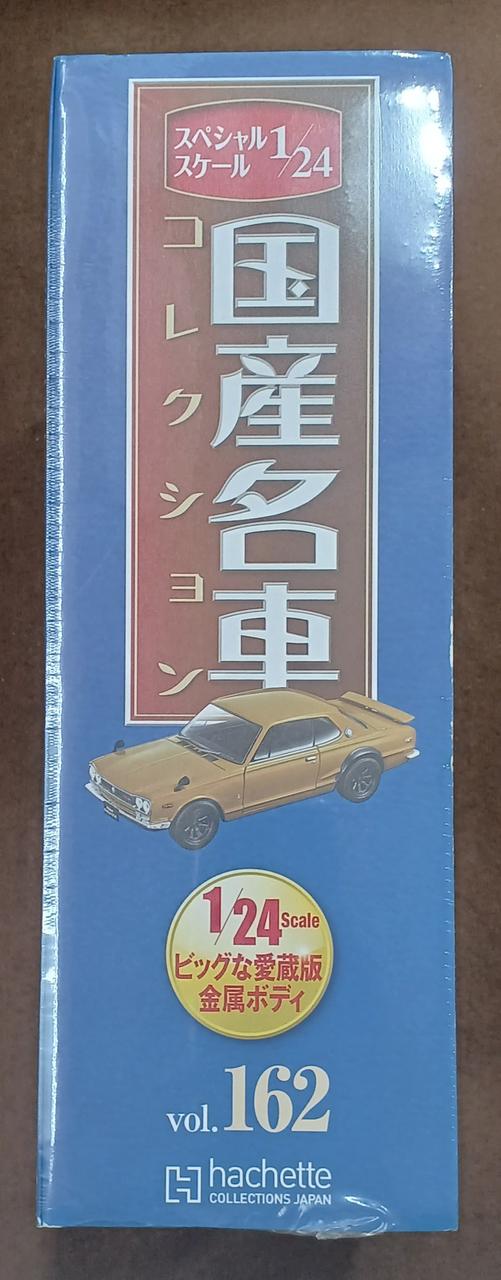 スペシャル
スケール 1/24
国産名車
コレクション
1/24 Scale
ビッグな愛蔵版
金属ボディ
vol.162
hachette
COLLECTIONS JAPAN